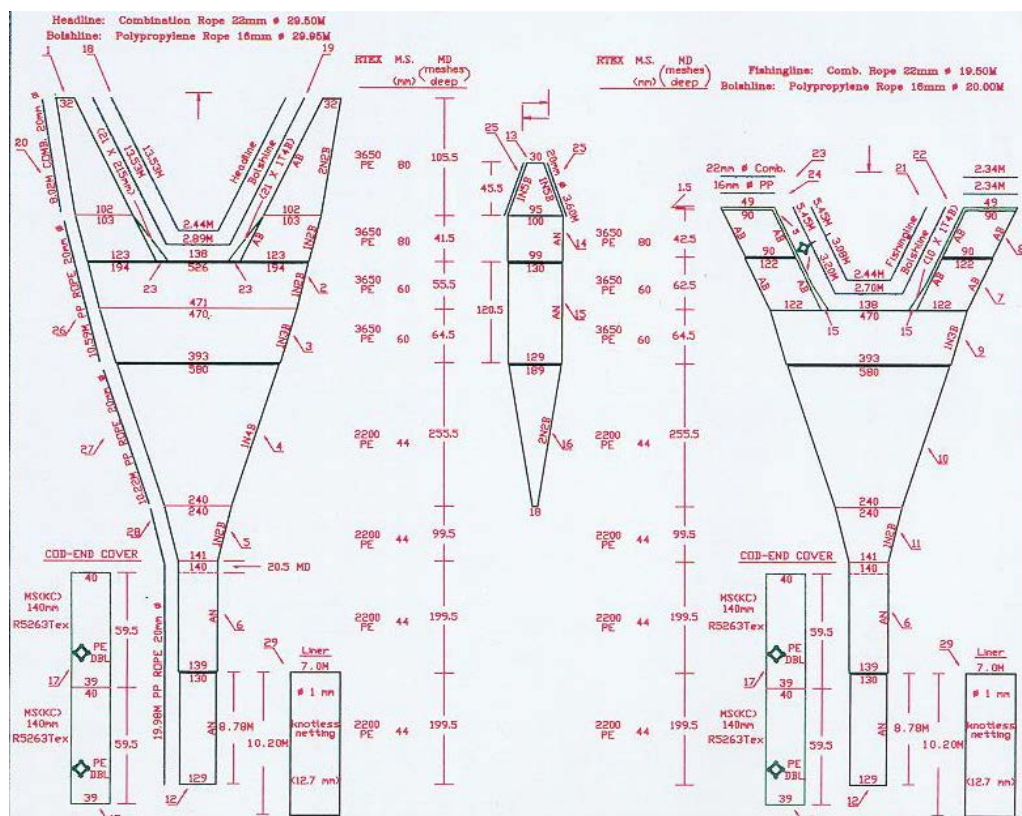 Headline: Combination Rope 22mm ø 29.50M
Bolshline: Polypropylene Rope 16mm ø 29.95M
1
18
19
32
32
20
8.02M COMB. 20mm ø
13.53M
13.53M
(21 X 215mm)
Headline
Bolshline
(21 X 1T4B)
AB
1N2B
102
103
102
103
2.44M
2.89M
AB
1N2B
123
138
123
194
526
194
23
23
1N2B
2
10.59M PP ROPE 20mm ø
26
471
470
1N3B
3
393
580
27
10.22M PP ROPE 20mm ø
1N4B
4
240
240
28
1N2B
5
141
140
20.5 MD
COD-END COVER
40
MS(KC)
140mm
R5263Tex
59.5
PE
DBL
17
39
40
MS(KC)
140mm
R5263Tex
59.5
PE
DBL
39
19.98M PP ROPE 20mm ø
AN
6
139
130
AN
8.78M
10.20M
129
12
29
Liner
7.0M
ø 1 mm
knotless
netting
(12.7 mm)
RTEX M.S. (mm) MD (meshes deep)
3650 80 105.5
3650 PE 80 41.5
3650 PE 60 55.5
3650 PE 60 64.5
2200 PE 44 255.5
2200 PE 44 99.5
2200 PE 44 199.5
2200 PE 44 199.5
25
13
25
30
20mm ø 3.60M
45.5
1N5B
1N5B
95
100
AN
14
99
130
120.5
AN
15
129
189
2N2B
16
18
RTEX M.S. (mm) MD (meshes deep)
1.5
3650 PE 80 42.5
3650 PE 60 62.5
3650 PE 60 64.5
2200 PE 44 255.5
2200 PE 44 99.5
2200 PE 44 199.5
2200 PE 44 199.5
Fishingline: Comb. Rope 22mm ø 19.50M
Bolshline: Polypropylene Rope 16mm ø 20.00M
23
22
22mm ø Comb.
24
21
2.34M
16mm ø PP
2.34M
49
90
49
90
AB
AB
5.45M
5.45M
3.08M
3.20M
Fishingline
Bolshline
(10 X 1T4B)
AB
AB
90
122
90
122
AB
AB
AB
AB
7
2.44M
2.70M
122
138
122
470
15
15
1N3B
9
393
580
10
240
240
1N2B
11
141
140
COD-END COVER
40
MS(KC)
140mm
R5263Tex
59.5
PE
DBL
17
39
40
MS(KC)
140mm
R5263Tex
59.5
PE
DBL
39
AN
6
139
130
AN
8.78M
10.20M
129
12
29
Liner
7.0M
ø 1 mm
knotless
netting
(12.7 mm)